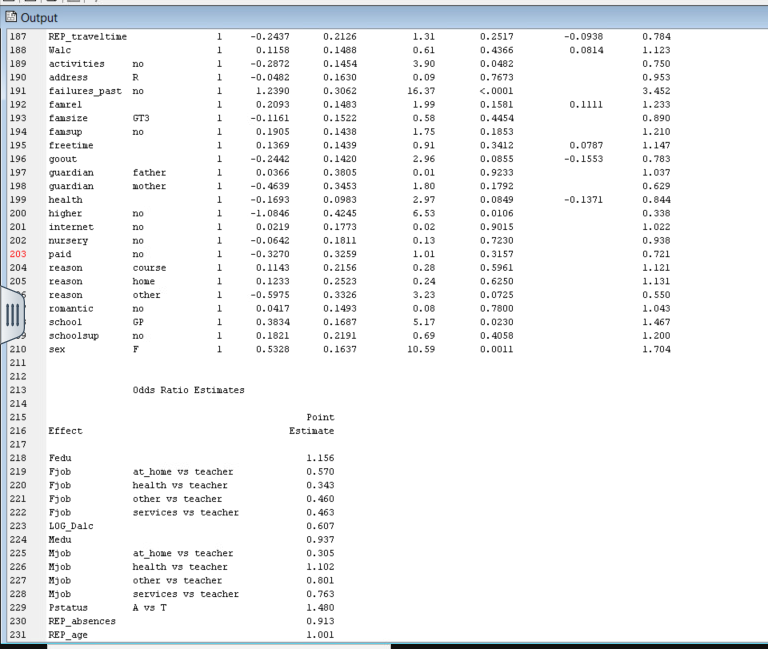 Output
187 REP_traveltime 1 -0.2437 0.2126 1.31 0.2517 -0.0938 0.784
188 Walc 1 0.1158 0.1488 0.61 0.4366 0.0814 1.123
189 activities no 1 -0.2872 0.1454 3.90 0.0482 0.750
190 address R 1 -0.0482 0.1630 0.09 0.7673 0.953
191 failures_past no 1 1.2390 0.3062 16.37 <.0001 3.452
192 famrel 1 0.2093 0.1483 1.99 0.1581 0.1111 1.233
193 famsize GT3 1 -0.1161 0.1522 0.58 0.4454 0.890
194 famsup no 1 0.1905 0.1438 1.75 0.1853 1.210
195 freetime 1 0.1369 0.1439 0.91 0.3412 0.0787 1.147
196 goout 1 -0.2442 0.1420 2.96 0.0855 -0.1553 0.783
197 guardian father 1 0.0366 0.3805 0.01 0.9233 1.037
198 guardian mother 1 -0.4639 0.3453 1.80 0.1792 0.629
199 health 1 -0.1693 0.0983 2.97 0.0849 -0.1371 0.844
200 higher no 1 -1.0846 0.4245 6.53 0.0106 0.338
201 internet no 1 0.0219 0.1773 0.02 0.9015 1.022
202 nursery no 1 -0.0642 0.1811 0.13 0.7230 0.938
203 paid no 1 -0.3270 0.3259 1.01 0.3157 0.721
204 reason course 1 0.1143 0.2156 0.28 0.5961 1.121
205 reason home 1 0.1233 0.2523 0.24 0.6250 1.131
reason other 1 -0.5975 0.3326 3.23 0.0725 0.550
romantic no 1 0.0417 0.1493 0.08 0.7800 1.043
school GP 1 0.3834 0.1687 5.17 0.0230 1.467
schoolsup no 1 0.1821 0.2191 0.69 0.4058 1.200
210 sex F 1 0.5328 0.1637 10.59 0.0011 1.704
211
212
213 Odds Ratio Estimates
214
215 Point
216 Effect Estimate
217
218 Fedu 1.156
219 Fjob at_home vs teacher 0.570
220 Fjob health vs teacher 0.343
221 Fjob other vs teacher 0.460
222 Fjob services vs teacher 0.463
223 LOG_Dalc 0.607
224 Medu 0.937
225 Mjob at_home vs teacher 0.305
226 Mjob health vs teacher 1.102
227 Mjob other vs teacher 0.801
228 Mjob services vs teacher 0.763
229 Pstatus A vs T 1.480
230 REP_absences 0.913
231 REP_age 1.001